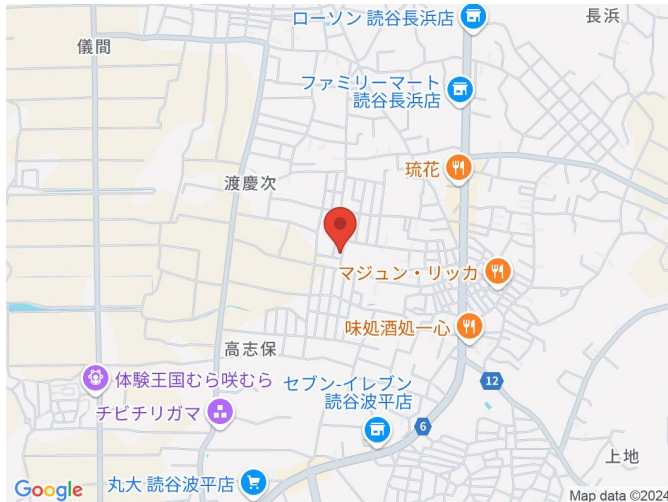 ローソン 読谷長浜店
長浜
儀間
ファミリーマート
読谷長浜店
琉花
渡慶次
マジュン・リッカ
味処酒処一心
高志保
体験王国むら咲むら
セブン-イレブン
読谷波平店
12
チビチリガマ
6
上地
丸大 読谷波平店
Google
Map data ©2024